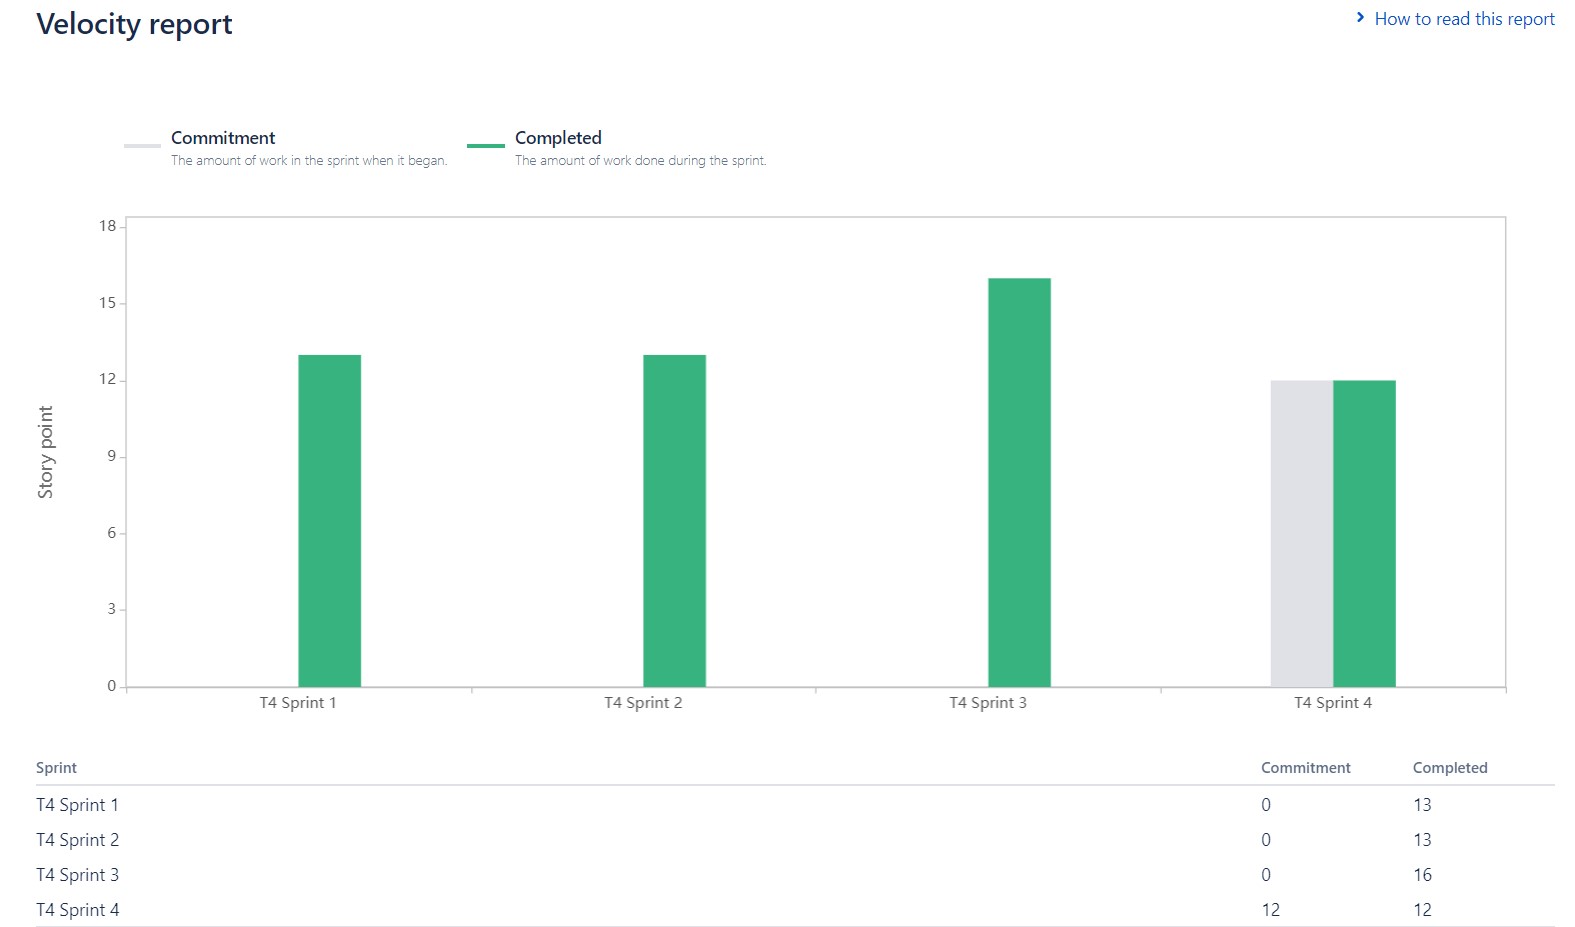 Velocity report
How to read this report
Commitment
The amount of work in the sprint when it began.
Completed
The amount of work done during the sprint.
Story point
18
15
12
9
6
3
0
T4 Sprint 1
T4 Sprint 2
T4 Sprint 3
T4 Sprint 4
Sprint Commitment Completed
T4 Sprint 1 0 13
T4 Sprint 2 0 13
T4 Sprint 3 0 16
T4 Sprint 4 12 12